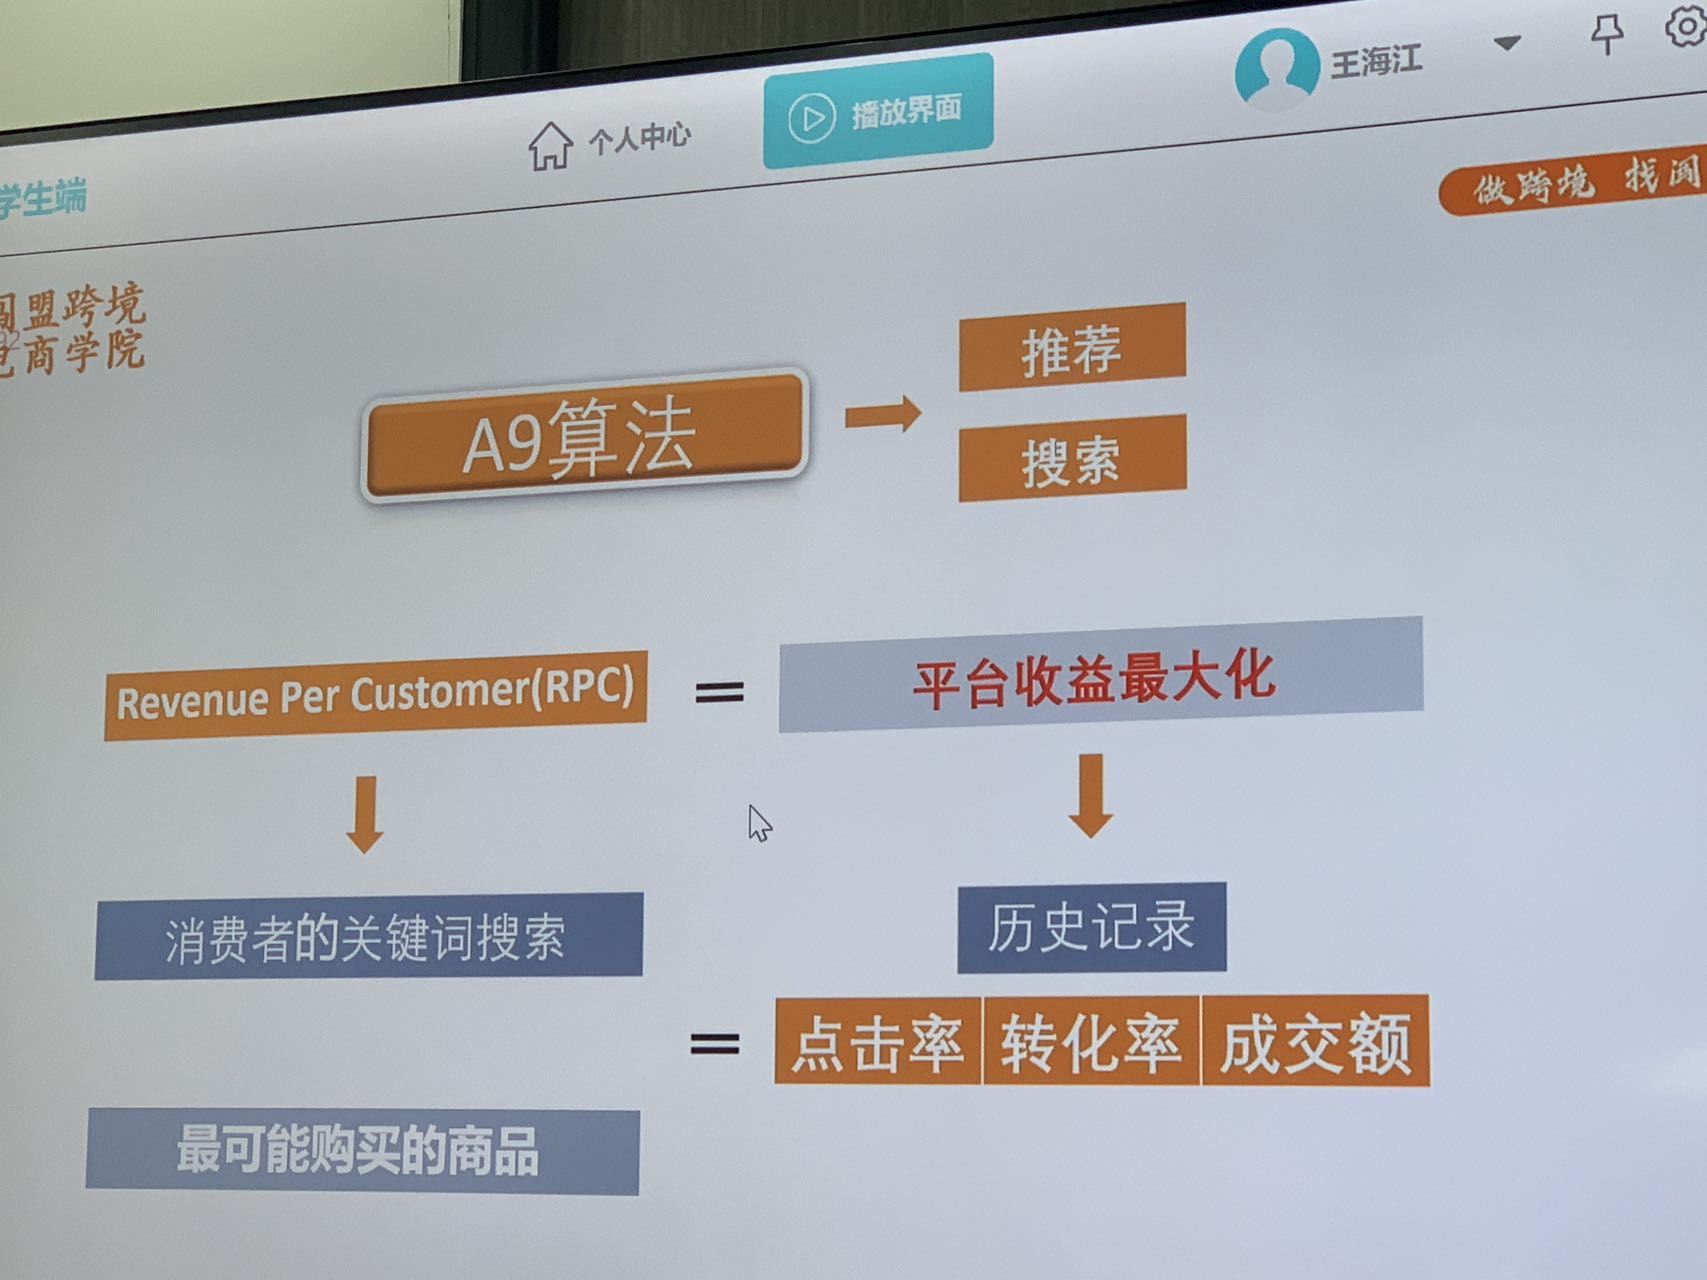 王海江
播放界面
个人中心
学生端
做跨境 找闽
盟跨境
商学院
推荐
A9算法
搜索
Revenue Per Customer(RPC)
=
平台收益最大化
消费者的关键词搜索
历史记录
=
点击率 转化率 成交额
最可能购买的商品